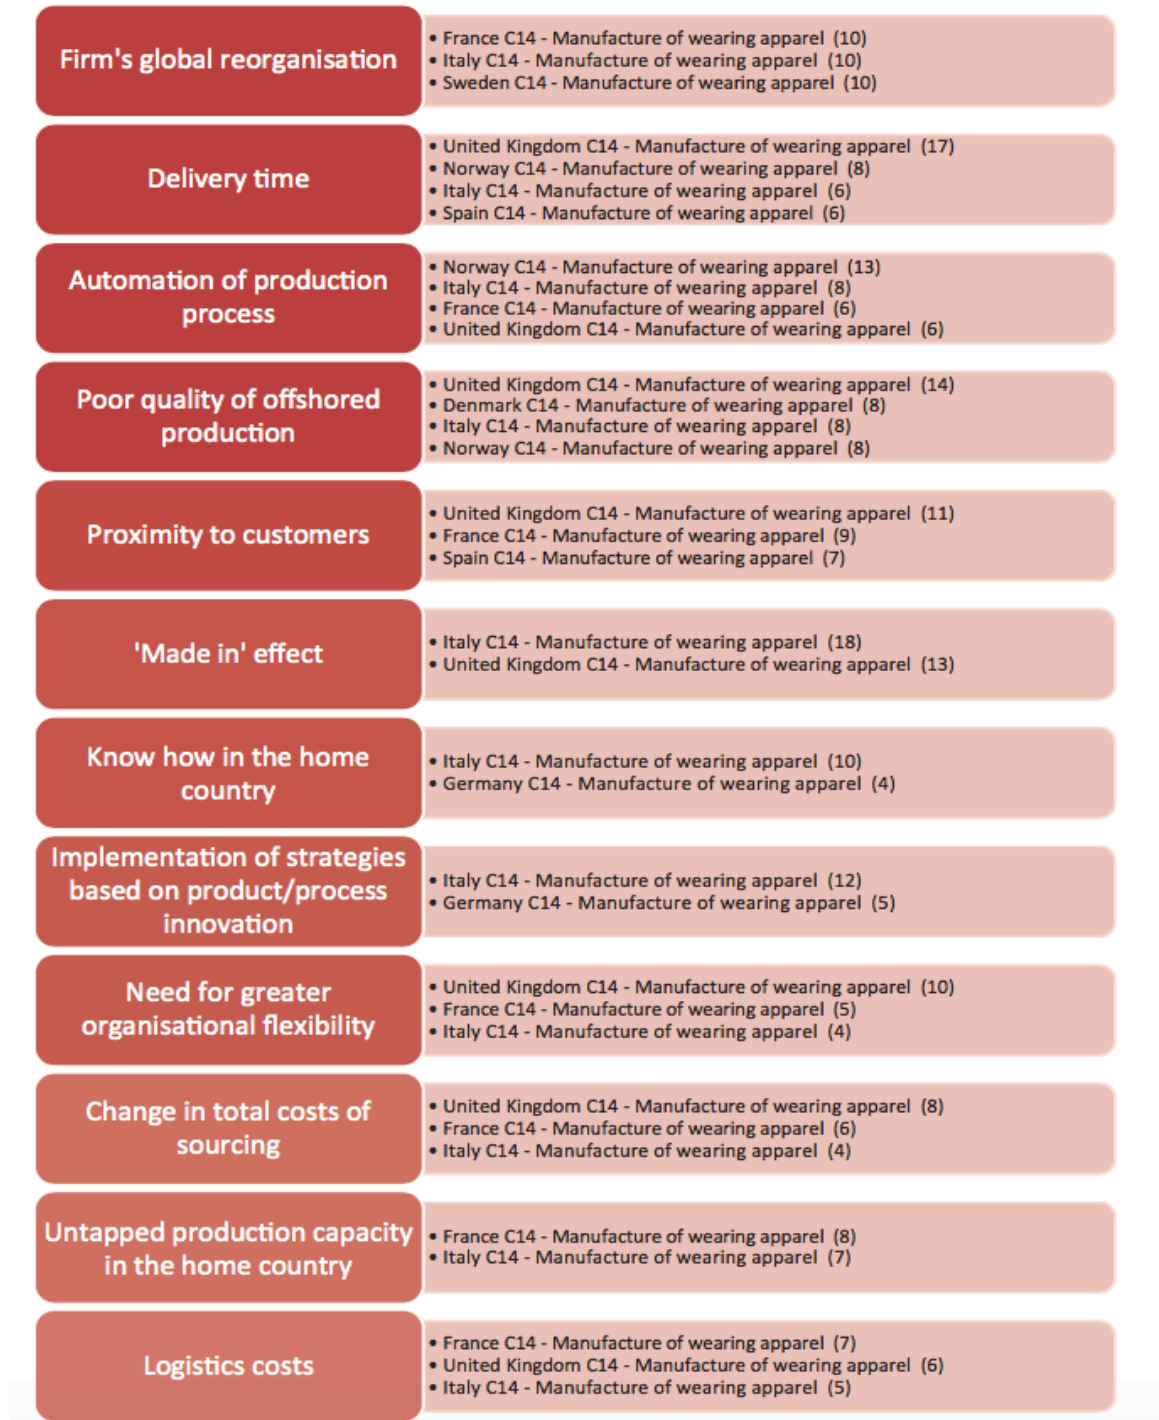 Firm's global reorganisation
• France C14 - Manufacture of wearing apparel (10)
• Italy C14 - Manufacture of wearing apparel (10)
• Sweden C14 - Manufacture of wearing apparel (10)
Delivery time
• United Kingdom C14 - Manufacture of wearing apparel (17)
• Norway C14 - Manufacture of wearing apparel (8)
• Italy C14 - Manufacture of wearing apparel (6)
• Spain C14 - Manufacture of wearing apparel (6)
Automation of production
process
• Norway C14 - Manufacture of wearing apparel (13)
• Italy C14 - Manufacture of wearing apparel (8)
• France C14 - Manufacture of wearing apparel (6)
• United Kingdom C14 - Manufacture of wearing apparel (6)
Poor quality of offshored
production
• United Kingdom C14 - Manufacture of wearing apparel (14)
• Denmark C14 - Manufacture of wearing apparel (8)
• Italy C14 - Manufacture of wearing apparel (8)
• Norway C14 - Manufacture of wearing apparel (8)
Proximity to customers
• United Kingdom C14 - Manufacture of wearing apparel (11)
• France C14 - Manufacture of wearing apparel (9)
• Spain C14 - Manufacture of wearing apparel (7)
'Made in' effect
• Italy C14 - Manufacture of wearing apparel (18)
• United Kingdom C14 - Manufacture of wearing apparel (13)
Know how in the home
country
• Italy C14 - Manufacture of wearing apparel (10)
• Germany C14 - Manufacture of wearing apparel (4)
Implementation of strategies
based on product/process
innovation
• Italy C14 - Manufacture of wearing apparel (12)
• Germany C14 - Manufacture of wearing apparel (5)
Need for greater
organisational flexibility
• United Kingdom C14 - Manufacture of wearing apparel (10)
• France C14 - Manufacture of wearing apparel (5)
• Italy C14 - Manufacture of wearing apparel (4)
Change in total costs of
sourcing
• United Kingdom C14 - Manufacture of wearing apparel (8)
• France C14 - Manufacture of wearing apparel (6)
• Italy C14 - Manufacture of wearing apparel (4)
Untapped production capacity
in the home country
• France C14 - Manufacture of wearing apparel (8)
• Italy C14 - Manufacture of wearing apparel (7)
Logistics costs
• France C14 - Manufacture of wearing apparel (7)
• United Kingdom C14 - Manufacture of wearing apparel (6)
• Italy C14 - Manufacture of wearing apparel (5)